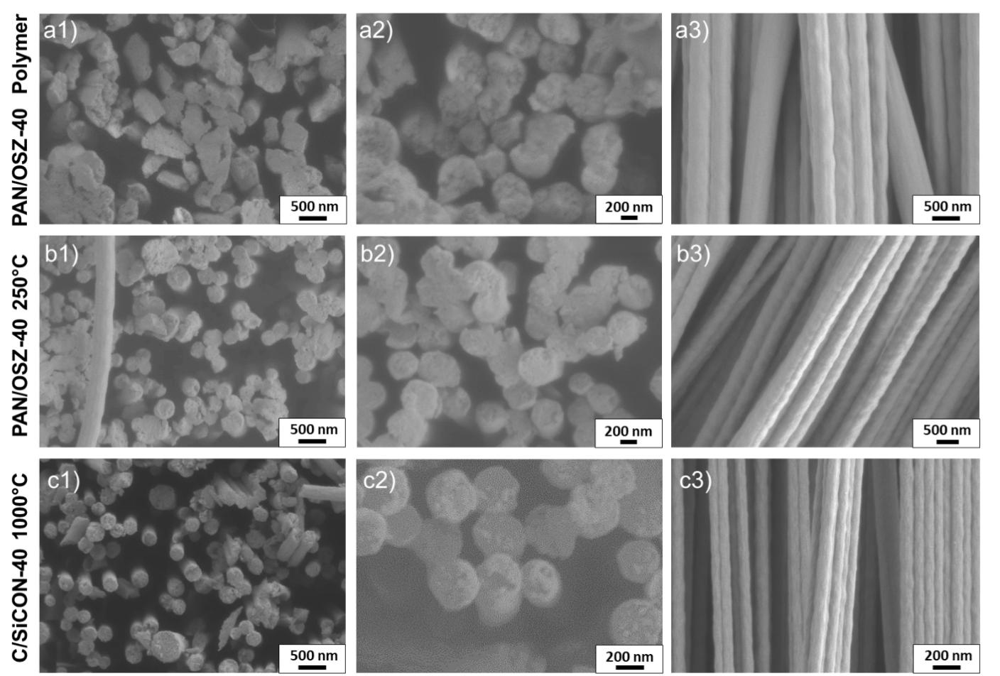 PAN/OSZ-40 Polymer
a1)
500 nm
a2)
200 nm
a3)
500 nm
PAN/OSZ-40 250°C
b1)
500 nm
b2)
200 nm
b3)
500 nm
C/SiCON-40 1000°C
c1)
500 nm
c2)
200 nm
c3)
200 nm